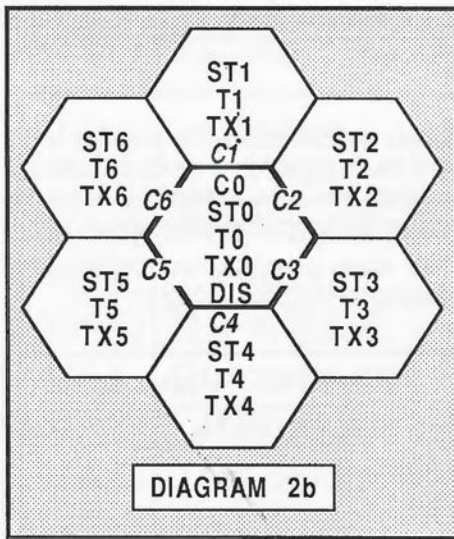 ST1
T1
TX1
C1
ST6
T6
TX6
ST2
T2
TX2
C6
C0
ST0
T0
TX0
DIS
C2
C5
C3
ST5
T5
TX5
ST3
T3
TX3
C4
ST4
T4
TX4
DIAGRAM 2b